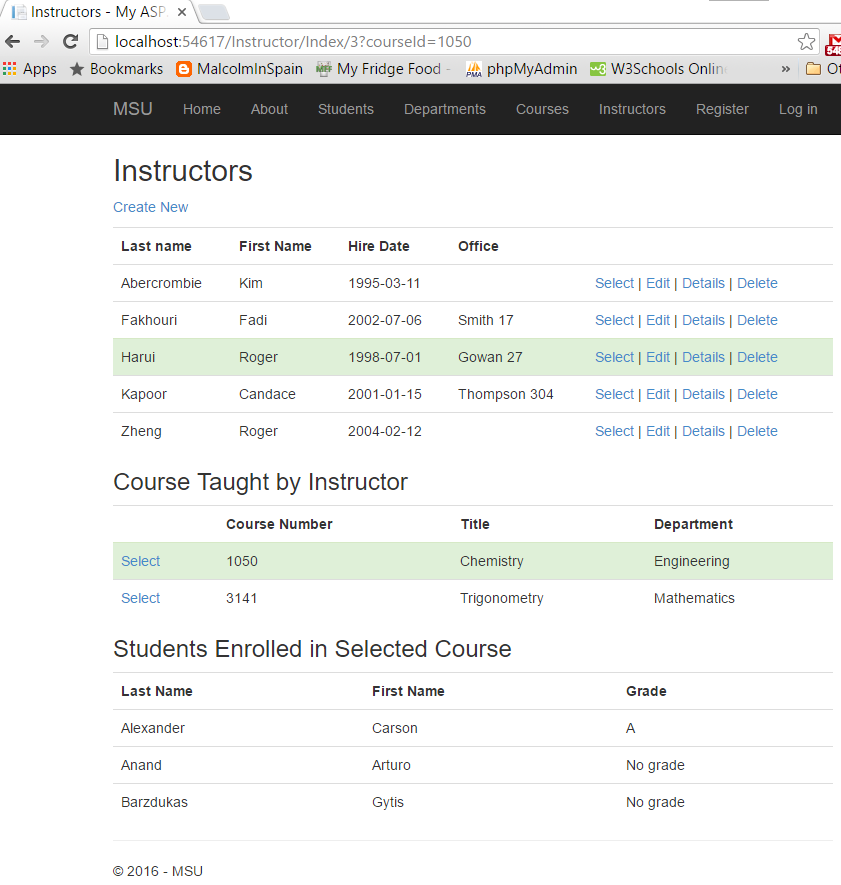 Instructors - My ASP
localhost:54617/Instructor/Index/3?courseId=1050
Apps Bookmarks MalcolmInSpain My Fridge Food - phpMyAdmin W3Schools Onlin » Ot
MSU Home About Students Departments Courses Instructors Register Log in
Instructors
Create New
Last name First Name Hire Date Office
Abercrombie Kim 1995-03-11 Select | Edit | Details | Delete
Fakhouri Fadi 2002-07-06 Smith 17 Select | Edit | Details | Delete
Harui Roger 1998-07-01 Gowan 27 Select | Edit | Details | Delete
Kapoor Candace 2001-01-15 Thompson 304 Select | Edit | Details | Delete
Zheng Roger 2004-02-12 Select | Edit | Details | Delete
Course Taught by Instructor
Course Number Title Department
Select 1050 Chemistry Engineering
Select 3141 Trigonometry Mathematics
Students Enrolled in Selected Course
Last Name First Name Grade
Alexander Carson A
Anand Arturo No grade
Barzdukas Gytis No grade
© 2016 - MSU